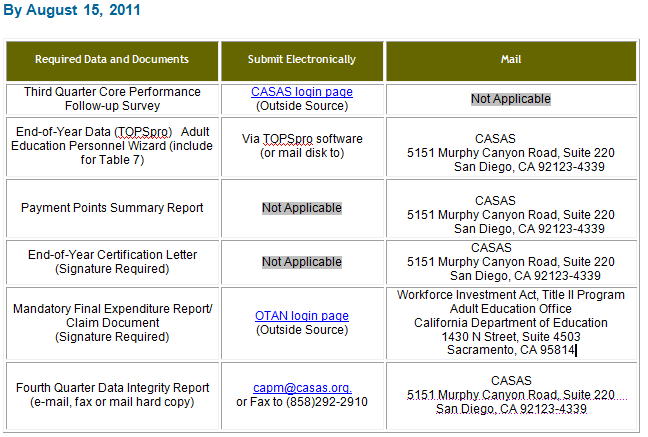 By August 15, 2011
Required Data and Documents
Submit Electronically
Mail
Third Quarter Core Performance
Follow-up Survey
CASAS login page
(Outside Source)
Not Applicable
End-of-Year Data (TOPSpro)   Adult
Education Personnel Wizard (include
for Table 7)
Via TOPSpro software
(or mail disk to)
CASAS
5151 Murphy Canyon Road, Suite 220
San Diego, CA 92123-4339
Payment Points Summary Report
Not Applicable
CASAS
5151 Murphy Canyon Road, Suite 220
San Diego, CA 92123-4339
End-of-Year Certification Letter
(Signature Required)
Not Applicable
CASAS
5151 Murphy Canyon Road, Suite 220
San Diego, CA 92123-4339
Mandatory Final Expenditure Report/
Claim Document
(Signature Required)
OTAN login page
(Outside Source)
Workforce Investment Act, Title II Program
Adult Education Office
California Department of Education
1430 N Street, Suite 4503
Sacramento, CA 95814
Fourth Quarter Data Integrity Report
(e-mail, fax or mail hard copy)
capm@casas.org.
or Fax to (858)292-2910
CASAS
5151 Murphy Canyon Road, Suite 220
San Diego, CA 92123-4339